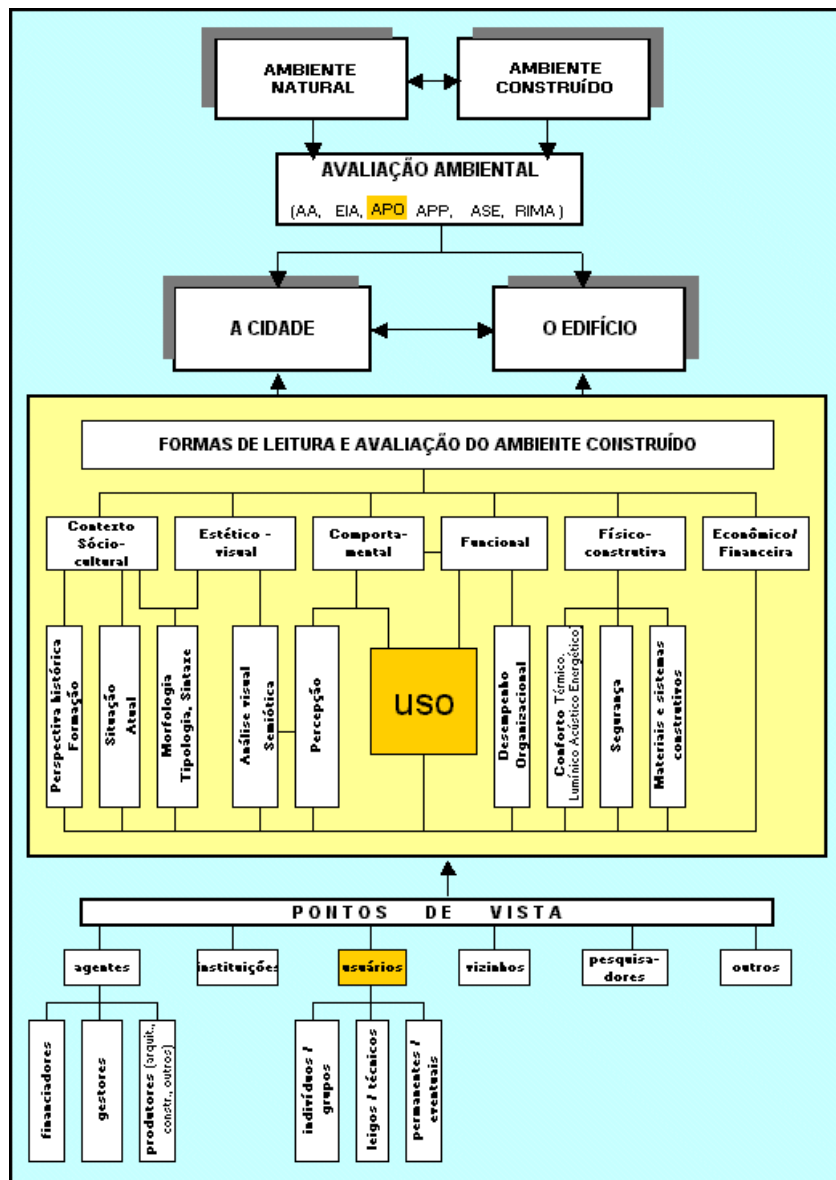 AMBIENTE
NATURAL
AMBIENTE
CONSTRUÍDO
AVALIAÇÃO AMBIENTAL
(AA, EIA, APO APP, ASE, RIMA)
A CIDADE
O EDIFÍCIO
FORMAS DE LEITURA E AVALIAÇÃO DO AMBIENTE CONSTRUÍDO
Contexto
Sócio-
cultural
Estético -
visual
Comporta-
mental
Funcional
Físico-
construtiva
Econômico/
Financeira
Perspectiva histórica
Formação
Situação
Atual
Morfologia
Tipologia, Sintaxe
Análise visual
Semiótica
Percepção
uso
Desempenho
Organizacional
Conforto Térmico,
Lumínico Acústico Energético
Segurança
Materiais e sistemas
construtivos
PONTOS DE VISTA
agentes
instituições
usuários
vizinhos
pesquisa-
dores
outros
financiadores
gestores
produtores (arquit.,
constr., outros)
indivíduos /
grupos
leigos / técnicos
permanentes /
eventuais